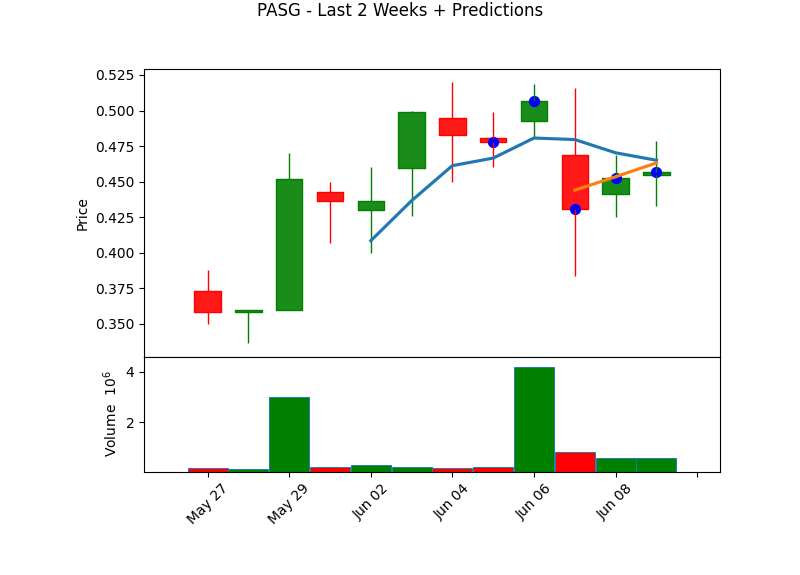 PASG - Last 2 Weeks + Predictions
0.525
0.500
0.475
0.450
0.425
0.400
0.375
0.350
Price
4
2
Volume 10^6
May 27
May 29
Jun 02
Jun 04
Jun 06
Jun 08